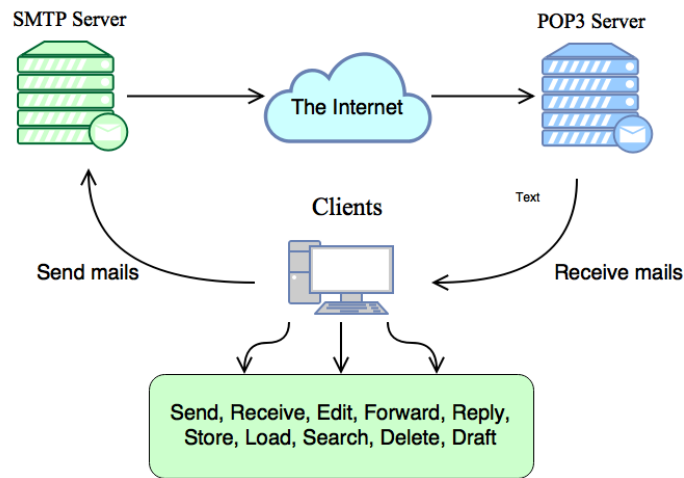 SMTP Server
POP3 Server
The Internet
Text
Clients
Send mails
Receive mails
Send, Receive, Edit, Forward, Reply,
Store, Load, Search, Delete, Draft